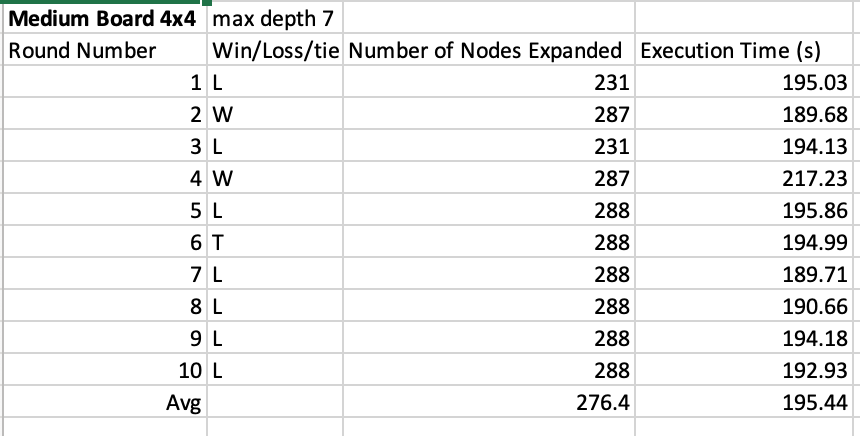 Medium Board 4x4 max depth 7
Round Number Win/Loss/tie Number of Nodes Expanded Execution Time (s)
1 L 231 195.03
2 W 287 189.68
3 L 231 194.13
4 W 287 217.23
5 L 288 195.86
6 T 288 194.99
7 L 288 189.71
8 L 288 190.66
9 L 288 194.18
10 L 288 192.93
Avg 276.4 195.44